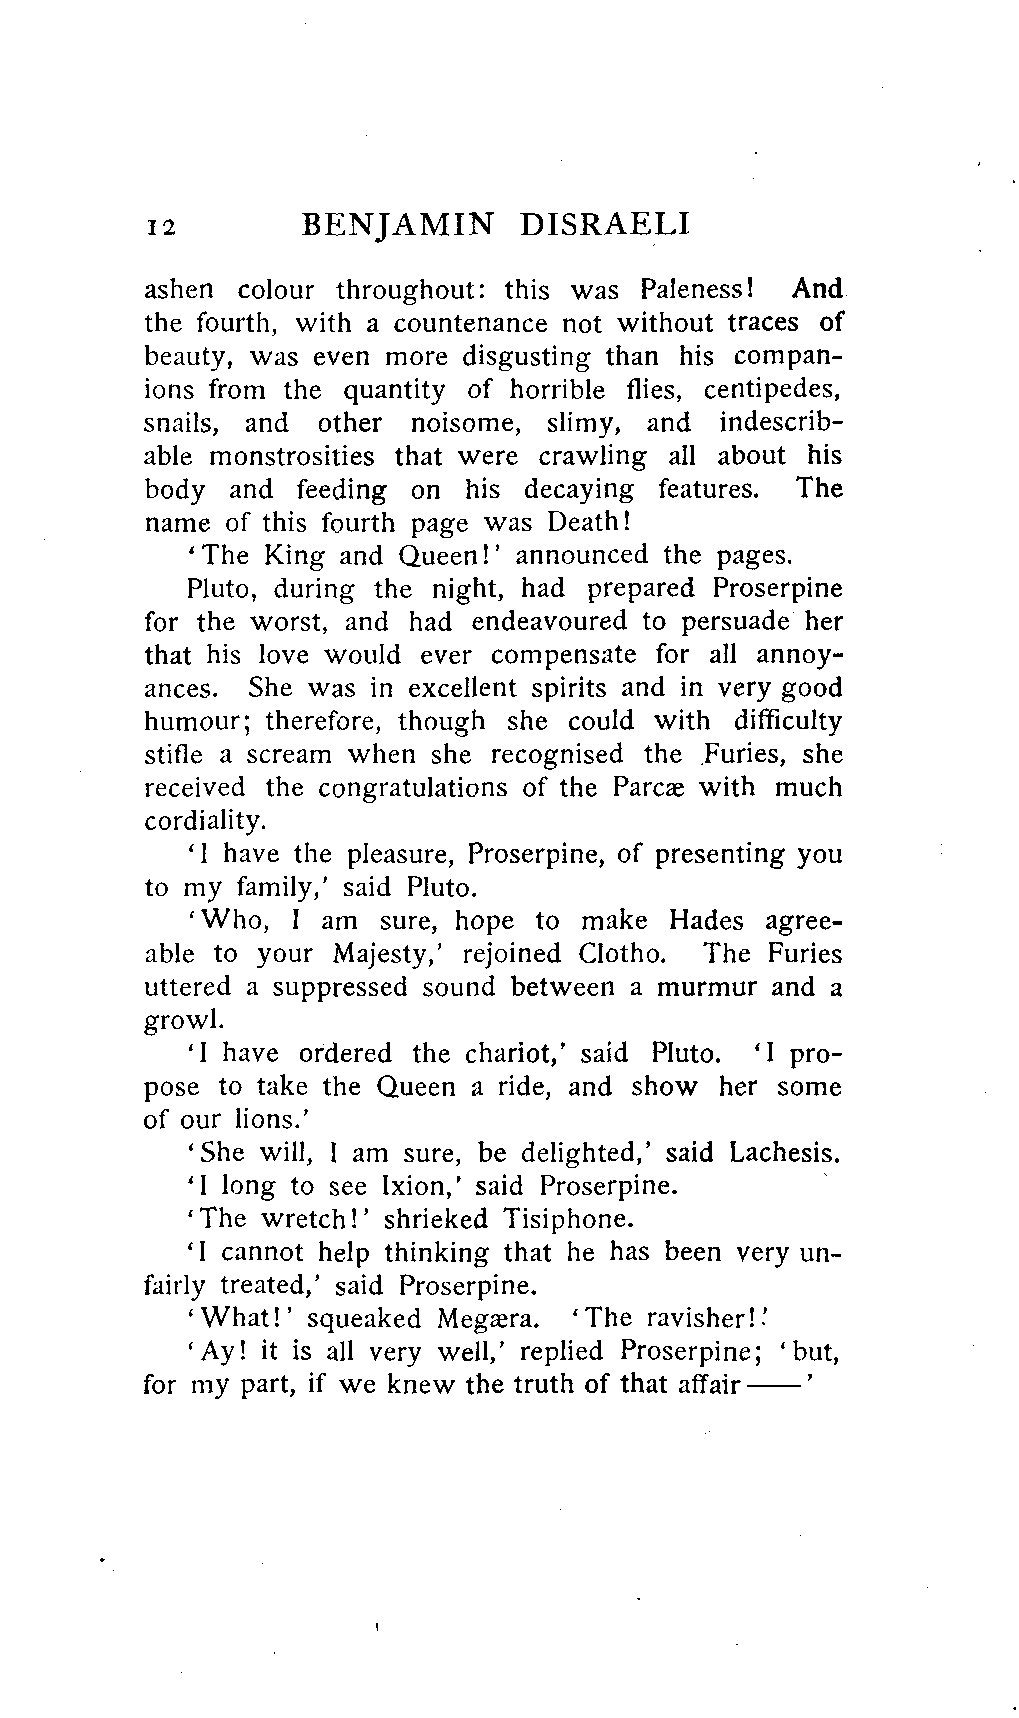 12 BENJAMIN DISRAELI
ashen colour throughout: this was Paleness! And
the fourth, with a countenance not without traces of
beauty, was even more disgusting than his compan-
ions from the quantity of horrible flies, centipedes,
snails, and other noisome, slimy, and indescrib-
able monstrosities that were crawling all about his
body and feeding on his decaying features. The
name of this fourth page was Death!
‘The King and Queen!’ announced the pages.
Pluto, during the night, had prepared Proserpine
for the worst, and had endeavoured to persuade her
that his love would ever compensate for all annoy-
ances. She was in excellent spirits and in very good
humour; therefore, though she could with difficulty
stifle a scream when she recognised the Furies, she
received the congratulations of the Parcæ with much
cordiality.
‘I have the pleasure, Proserpine, of presenting you
to my family,’ said Pluto.
‘Who, I am sure, hope to make Hades agree-
able to your Majesty,’ rejoined Clotho. The Furies
uttered a suppressed sound between a murmur and a
growl.
‘I have ordered the chariot,’ said Pluto. ‘I pro-
pose to take the Queen a ride, and show her some
of our lions.’
‘She will, I am sure, be delighted,’ said Lachesis.
‘I long to see Ixion,’ said Proserpine.
‘The wretch!’ shrieked Tisiphone.
‘I cannot help thinking that he has been very un-
fairly treated,’ said Proserpine.
‘What!’ squeaked Megæra. ‘The ravisher!’
‘Ay! it is all very well,’ replied Proserpine; ‘but,
for my part, if we knew the truth of that affair——’